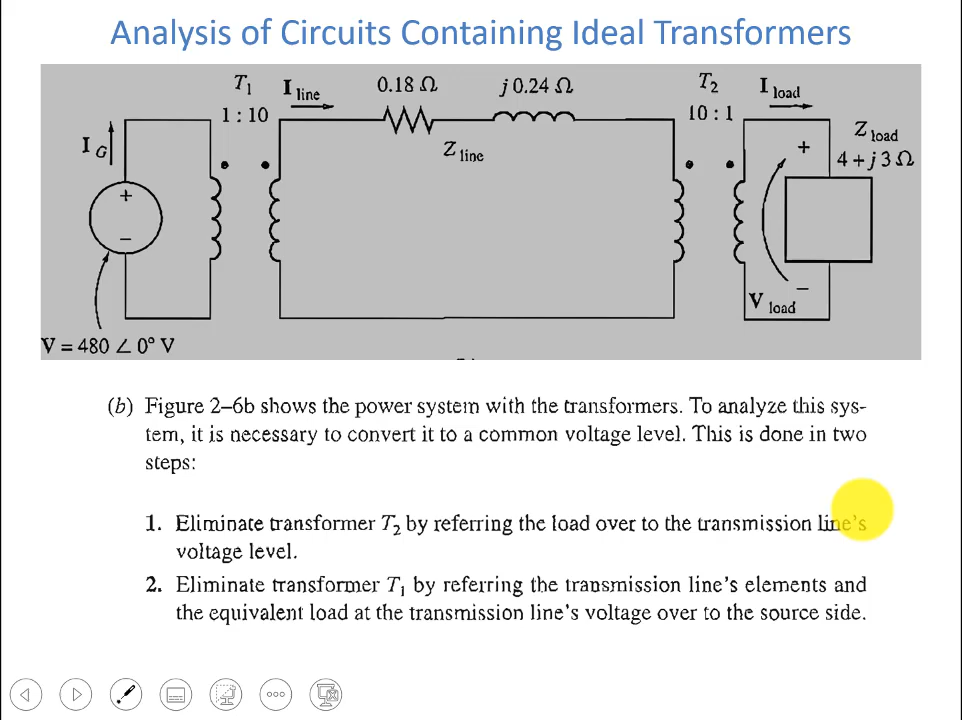 Analysis of Circuits Containing Ideal Transformers
T1 I line 0.18 Ω j 0.24 Ω T2 I load
1 : 10 10 : 1
I G Z line + Z load
4 + j 3 Ω
+
–
V load –
V = 480 ∠ 0° V
(b) Figure 2–6b shows the power system with the transformers. To analyze this sys-
tem, it is necessary to convert it to a common voltage level. This is done in two
steps:
1. Eliminate transformer T2 by referring the load over to the transmission line's
voltage level.
2. Eliminate transformer T1 by referring the transmission line's elements and
the equivalent load at the transmission line's voltage over to the source side.